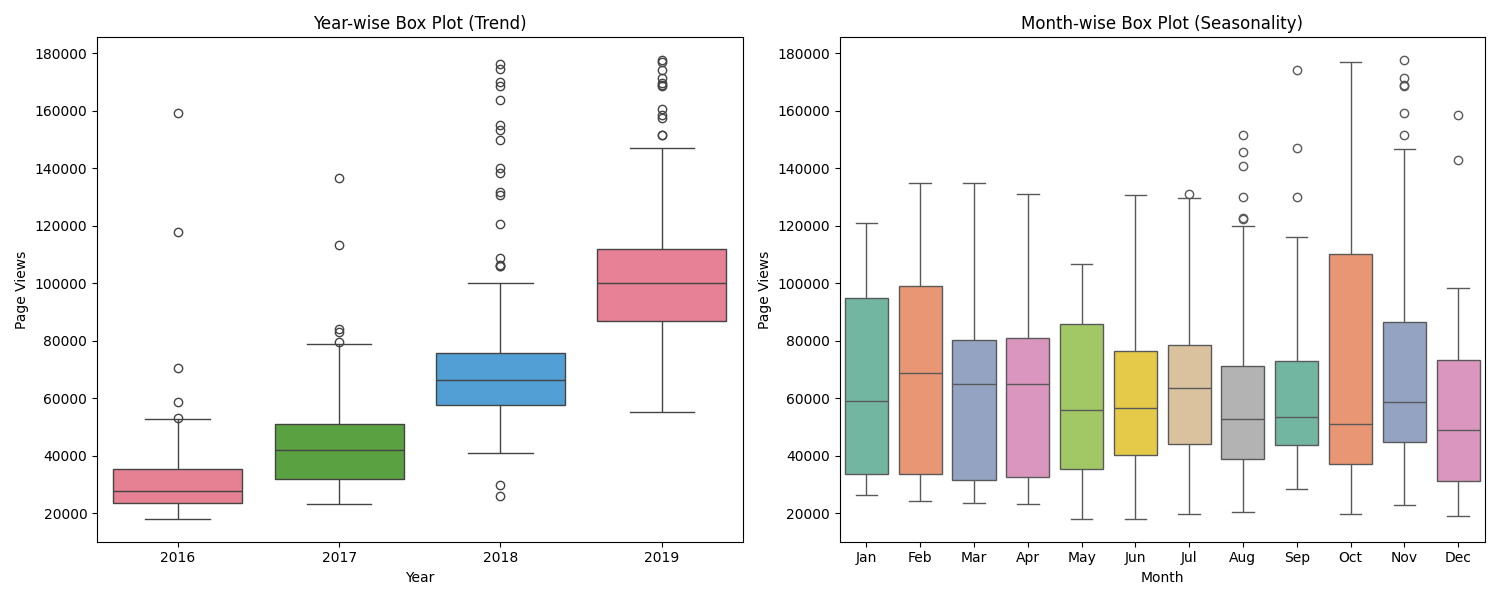 Year-wise Box Plot (Trend)
Page Views
180000
160000
140000
120000
100000
80000
60000
40000
20000
2016 2017 2018 2019
Year
Month-wise Box Plot (Seasonality)
Page Views
180000
160000
140000
120000
100000
80000
60000
40000
20000
Jan Feb Mar Apr May Jun Jul Aug Sep Oct Nov Dec
Month